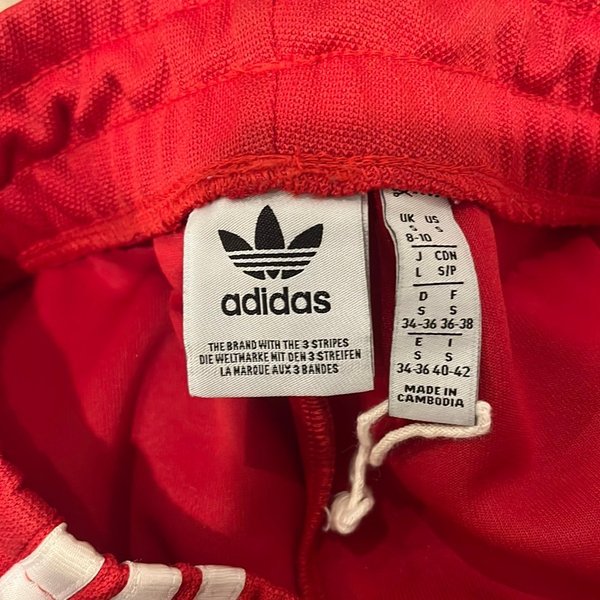 adidas
THE BRAND WITH THE 3 STRIPES
DIE WELTMARKE MIT DEN 3 STREIFEN
LA MARQUE AUX 3 BANDES
UK US
S S
8-10
J CDN
L S/P
D F
S S
34-36 36-38
E I
S S
34-36 40-42
MADE IN
CAMBODIA